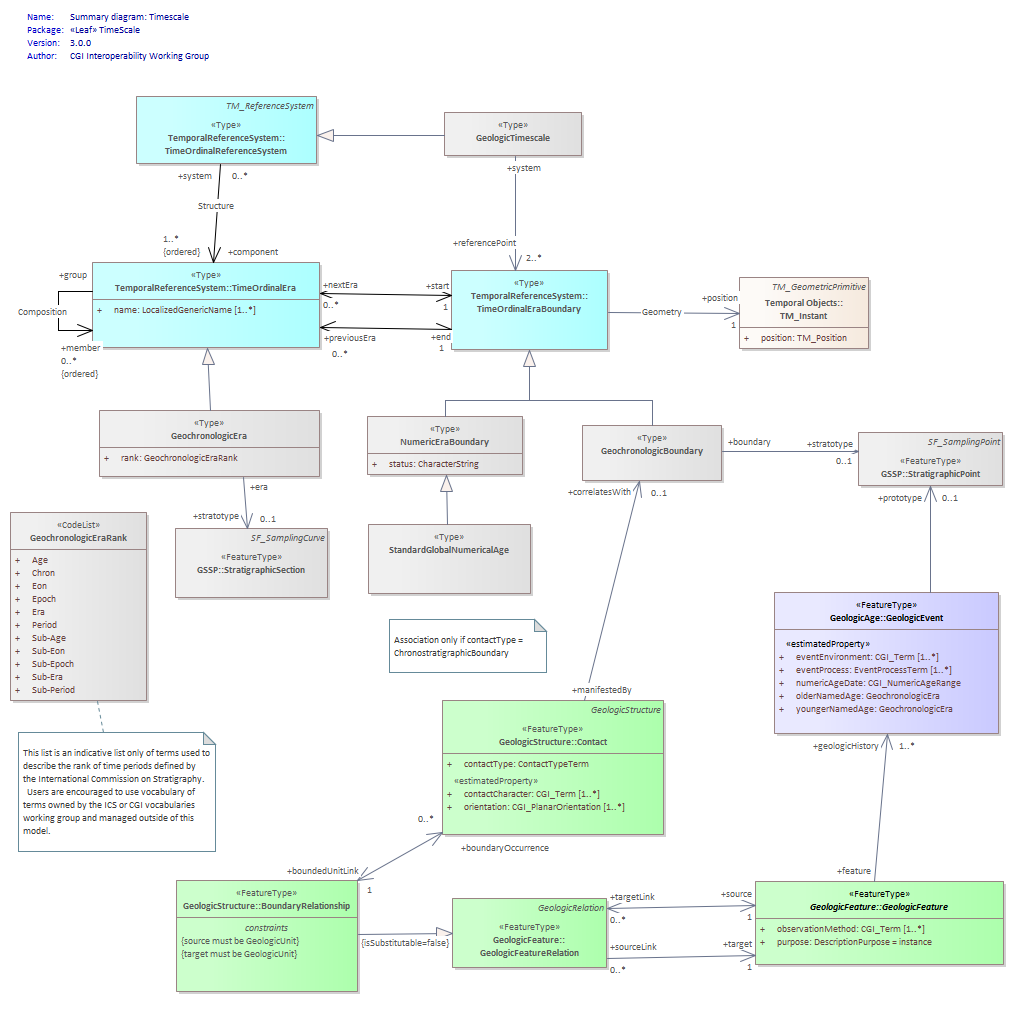 Name: Summary diagram: Timescale
Package: «Leaf» TimeScale
Version: 3.0.0
Author: CGI Interoperability Working Group
TM_ReferenceSystem
«Type»
TemporalReferenceSystem::
TimeOrdinalReferenceSystem
«Type»
GeologicTimescale
+system
0..*
Structure
1..*
{ordered}
+component
+system
+referencePoint
2..*
«Type»
TemporalReferenceSystem::TimeOrdinalEra
+ name: LocalizedGenericName [1..*]
+group
Composition
+member
0..*
{ordered}
+nextEra
0..*
+start
1
+previousEra
0..*
+end
1
«Type»
TemporalReferenceSystem::
TimeOrdinalEraBoundary
Geometry
+position
1
TM_GeometricPrimitive
Temporal Objects::
TM_Instant
+ position: TM_Position
«Type»
GeochronologicEra
+ rank: GeochronologicEraRank
+era
+stratotype
0..1
SF_SamplingCurve
«FeatureType»
GSSP::StratigraphicSection
«Type»
NumericEraBoundary
+ status: CharacterString
«Type»
StandardGlobalNumericalAge
«Type»
GeochronologicBoundary
+boundary
+stratotype
0..1
SF_SamplingPoint
«FeatureType»
GSSP::StratigraphicPoint
+correlatesWith
0..1
+prototype
0..1
«CodeList»
GeochronologicEraRank
+ Age
+ Chron
+ Eon
+ Epoch
+ Era
+ Period
+ Sub-Age
+ Sub-Eon
+ Sub-Epoch
+ Sub-Era
+ Sub-Period
This list is an indicative list only of terms used to
describe the rank of time periods defined by
the International Commission on Stratigraphy.
Users are encouraged to use vocabulary of
terms owned by the ICS or CGI vocabularies
working group and managed outside of this
model.
Association only if contactType =
ChronostratigraphicBoundary
+manifestedBy
«FeatureType»
GeologicAge::GeologicEvent
«estimatedProperty»
+ eventEnvironment: CGI_Term [1..*]
+ eventProcess: EventProcessTerm [1..*]
+ numericAgeDate: CGI_NumericAgeRange
+ olderNamedAge: GeochronologicEra
+ youngerNamedAge: GeochronologicEra
+geologicHistory
1..*
+feature
GeologicStructure
«FeatureType»
GeologicStructure::Contact
+ contactType: ContactTypeTerm
«estimatedProperty»
+ contactCharacter: CGI_Term [1..*]
+ orientation: CGI_PlanarOrientation [1..*]
0..*
+boundaryOccurrence
+boundedUnitLink
1
«FeatureType»
GeologicStructure::BoundaryRelationship
constraints
{source must be GeologicUnit}
{target must be GeologicUnit}
{isSubstitutable=false}
GeologicRelation
«FeatureType»
GeologicFeature::
GeologicFeatureRelation
+targetLink
0..*
+source
1
+sourceLink
0..*
+target
1
«FeatureType»
GeologicFeature::GeologicFeature
+ observationMethod: CGI_Term [1..*]
+ purpose: DescriptionPurpose = instance